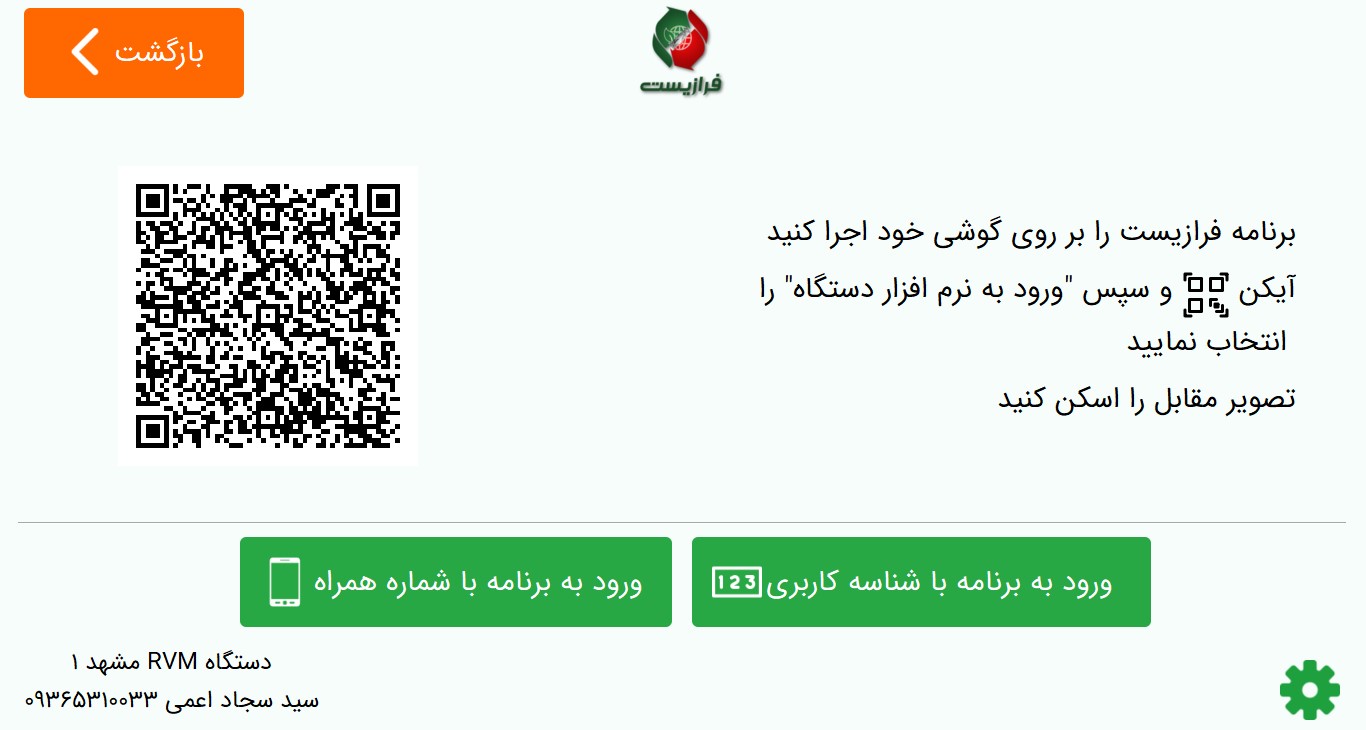 بازگشت
فرازیست
برنامه فرازیست را بر روی گوشی خود اجرا کنید
آیکن و سپس "ورود به نرم افزار دستگاه" را
انتخاب نمایید
تصویر مقابل را اسکن کنید
ورود به برنامه با شناسه کاربری 123
ورود به برنامه با شماره همراه
دستگاه RVM مشهد ۱
سید سجاد اعمی ۰۹۳۶۵۳۱۰۰۳۳